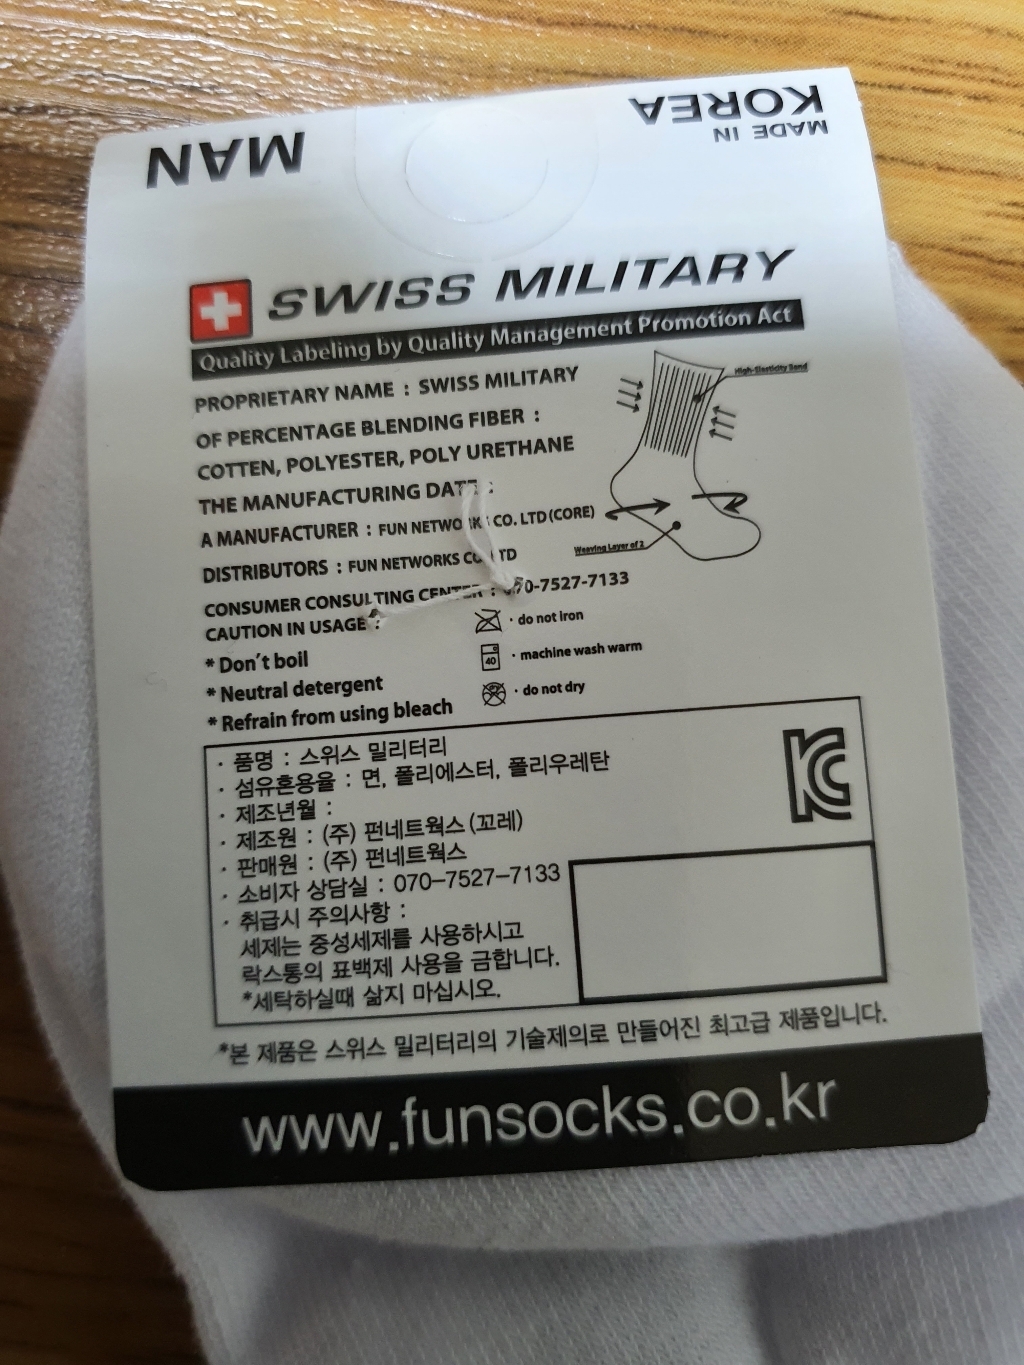 MAN
MADE IN
KOREA
SWISS MILITARY
Quality Labeling by Quality Management Promotion Act
PROPRIETARY NAME : SWISS MILITARY
OF PERCENTAGE BLENDING FIBER :
COTTEN, POLYESTER, POLY URETHANE
THE MANUFACTURING DATE :
A MANUFACTURER : FUN NETWORKS CO. LTD (CORE)
DISTRIBUTORS : FUN NETWORKS CO. LTD
CONSUMER CONSULTING CENTER : 070-7527-7133
CAUTION IN USAGE :
* Don't boil
* Neutral detergent
* Refrain from using bleach
· do not iron
40 · machine wash warm
· do not dry
High-Elasticity Band
Weaving Layer of 2
· 품명 : 스위스 밀리터리
· 섬유혼용율 : 면, 폴리에스터, 폴리우레탄
· 제조년월 :
· 제조원 : (주) 펀네트웍스 (꼬레)
· 판매원 : (주) 펀네트웍스
· 소비자 상담실 : 070-7527-7133
· 취급시 주의사항 :
세제는 중성세제를 사용하시고
락스통의 표백제 사용을 금합니다.
*세탁하실때 삶지 마십시오.
*본 제품은 스위스 밀리터리의 기술제의로 만들어진 최고급 제품입니다.
www.funsocks.co.kr